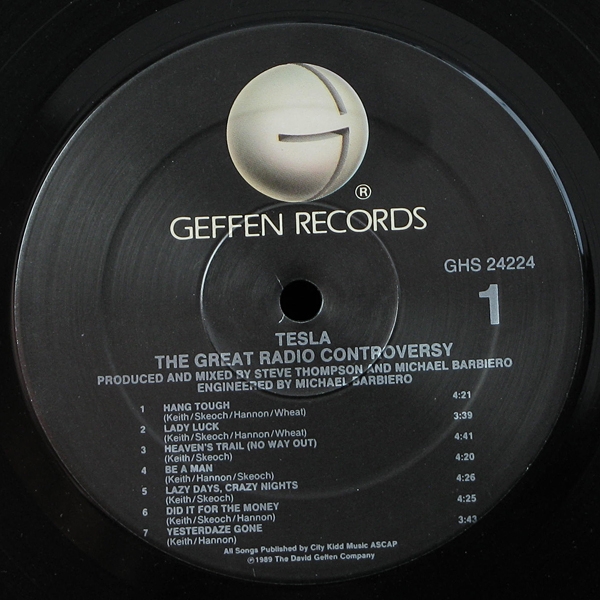 G
®
GEFFEN RECORDS
GHS 24224
1
TESLA
THE GREAT RADIO CONTROVERSY
PRODUCED AND MIXED BY STEVE THOMPSON AND MICHAEL BARBIERO
ENGINEERED BY MICHAEL BARBIERO
1 HANG TOUGH 4:21
(Keith/Skeoch/Hannon/Wheat)
2 LADY LUCK 3:39
(Keith/Skeoch/Hannon/Wheat)
3 HEAVEN'S TRAIL (NO WAY OUT) 4:41
(Keith/Skeoch)
4 BE A MAN 4:20
(Keith/Hannon/Skeoch)
5 LAZY DAYS, CRAZY NIGHTS 4:26
(Keith/Skeoch)
6 DID IT FOR THE MONEY 4:25
(Keith/Skeoch/Hannon)
7 YESTERDAZE GONE 3:43
(Keith/Hannon)
All Songs Published by City Kidd Music ASCAP
℗1989 The David Geffen Company